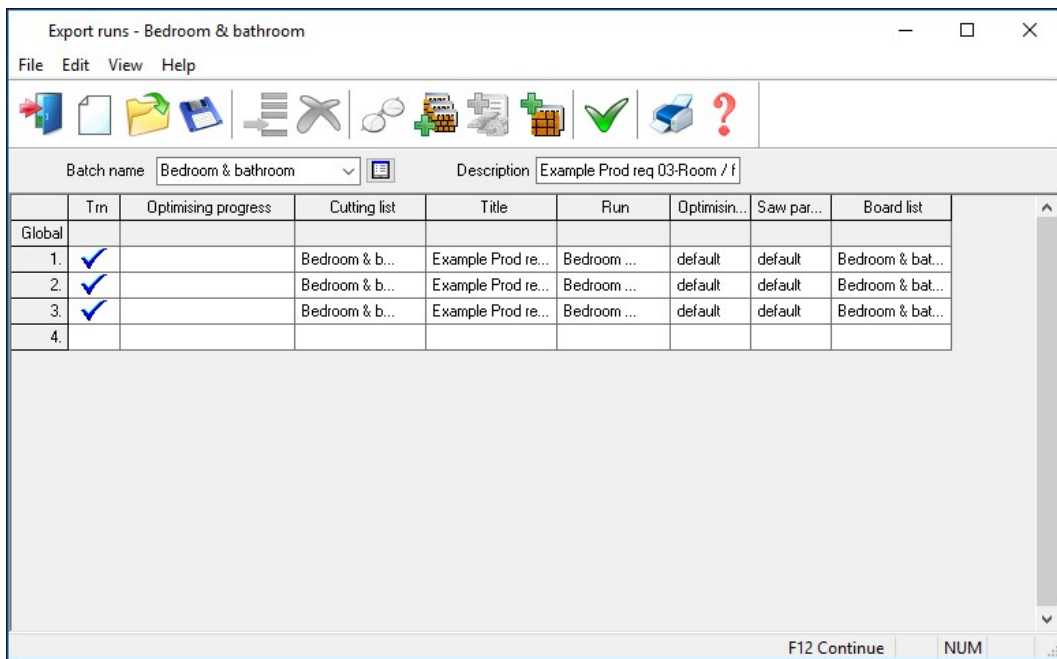 Export runs - Bedroom & bathroom
File Edit View Help
?
Batch name Bedroom & bathroom Description Example Prod req 03-Room / f
Trn Optimising progress Cutting list Title Run Optimisin... Saw par... Board list
Global
1. Bedroom & b... Example Prod re... Bedroom ... default default Bedroom & bat...
2. Bedroom & b... Example Prod re... Bedroom ... default default Bedroom & bat...
3. Bedroom & b... Example Prod re... Bedroom ... default default Bedroom & bat...
4.
F12 Continue NUM